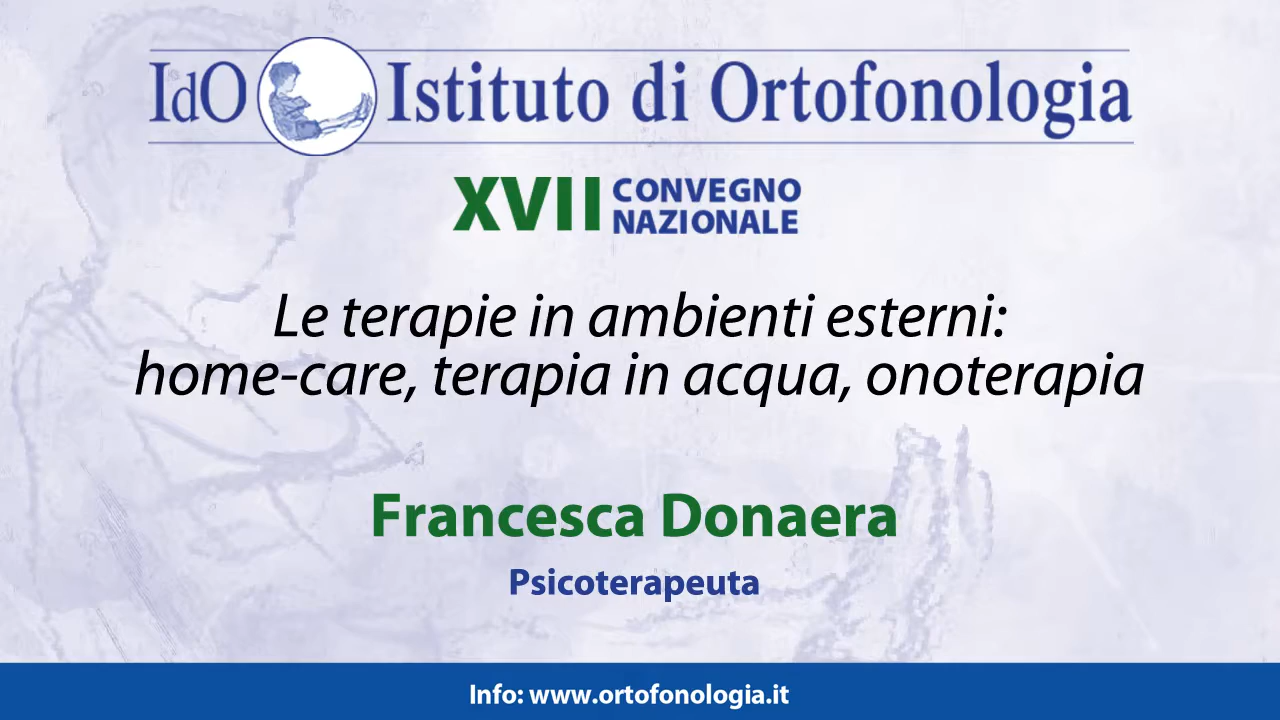 IdO Istituto di Ortofonologia
XVII CONVEGNO
NAZIONALE
Le terapie in ambienti esterni:
home-care, terapia in acqua, onoterapia
Francesca Donaera
Psicoterapeuta
Info: www.ortofonologia.it